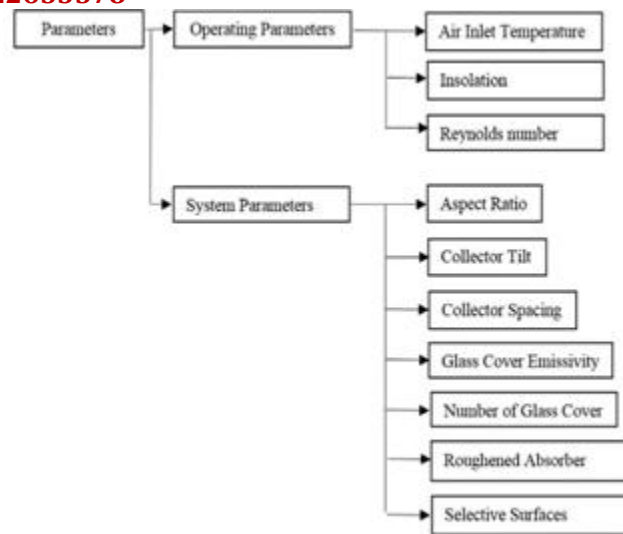 Parameters
Operating Parameters
Air Inlet Temperature
Insolation
Reynolds number
System Parameters
Aspect Ratio
Collector Tilt
Collector Spacing
Glass Cover Emissivity
Number of Glass Cover
Roughened Absorber
Selective Surfaces